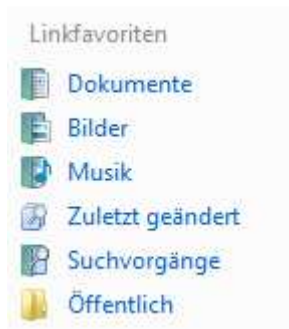 Linkfavoriten
Dokumente
Bilder
Musik
Zuletzt geändert
Suchvorgänge
Öffentlich